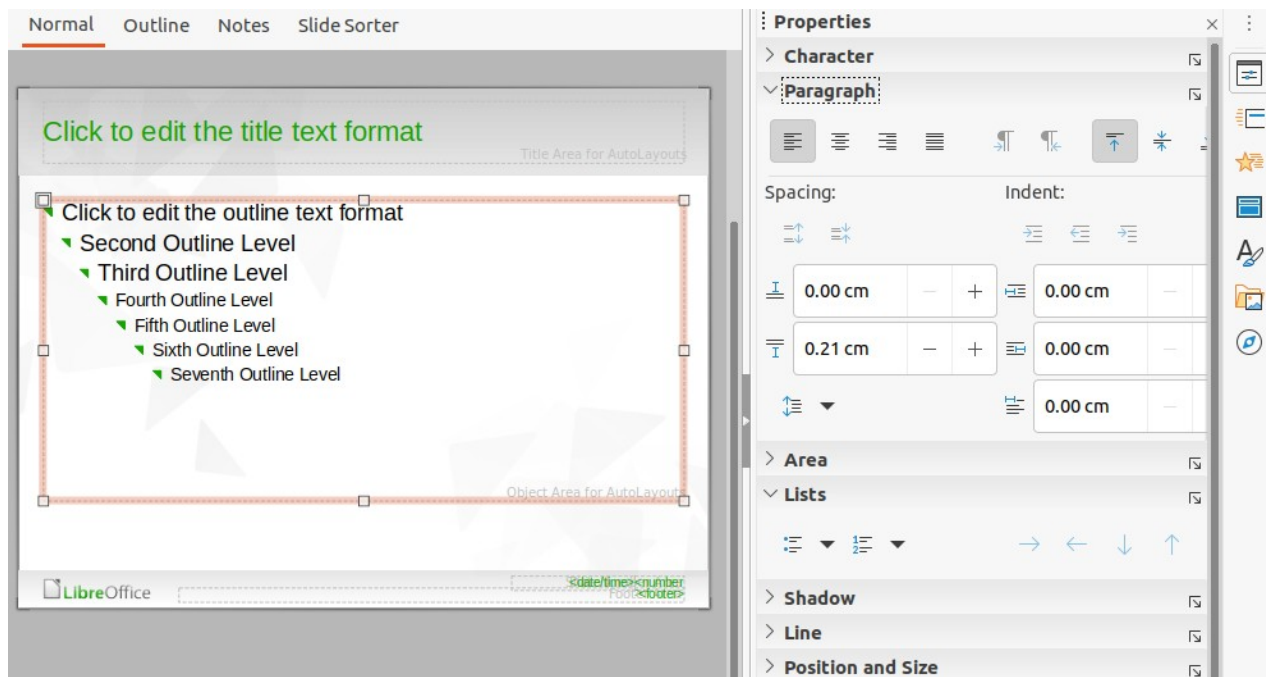 Normal Outline Notes Slide Sorter
Click to edit the title text format
Title Area for AutoLayouts
Click to edit the outline text format
Second Outline Level
Third Outline Level
Fourth Outline Level
Fifth Outline Level
Sixth Outline Level
Seventh Outline Level
Object Area for AutoLayouts
LibreOffice
<date/time><number
<footer>
Properties
Character
Paragraph
Spacing: Indent:
0.00 cm 0.00 cm
0.21 cm 0.00 cm
0.00 cm
Area
Lists
Shadow
Line
Position and Size